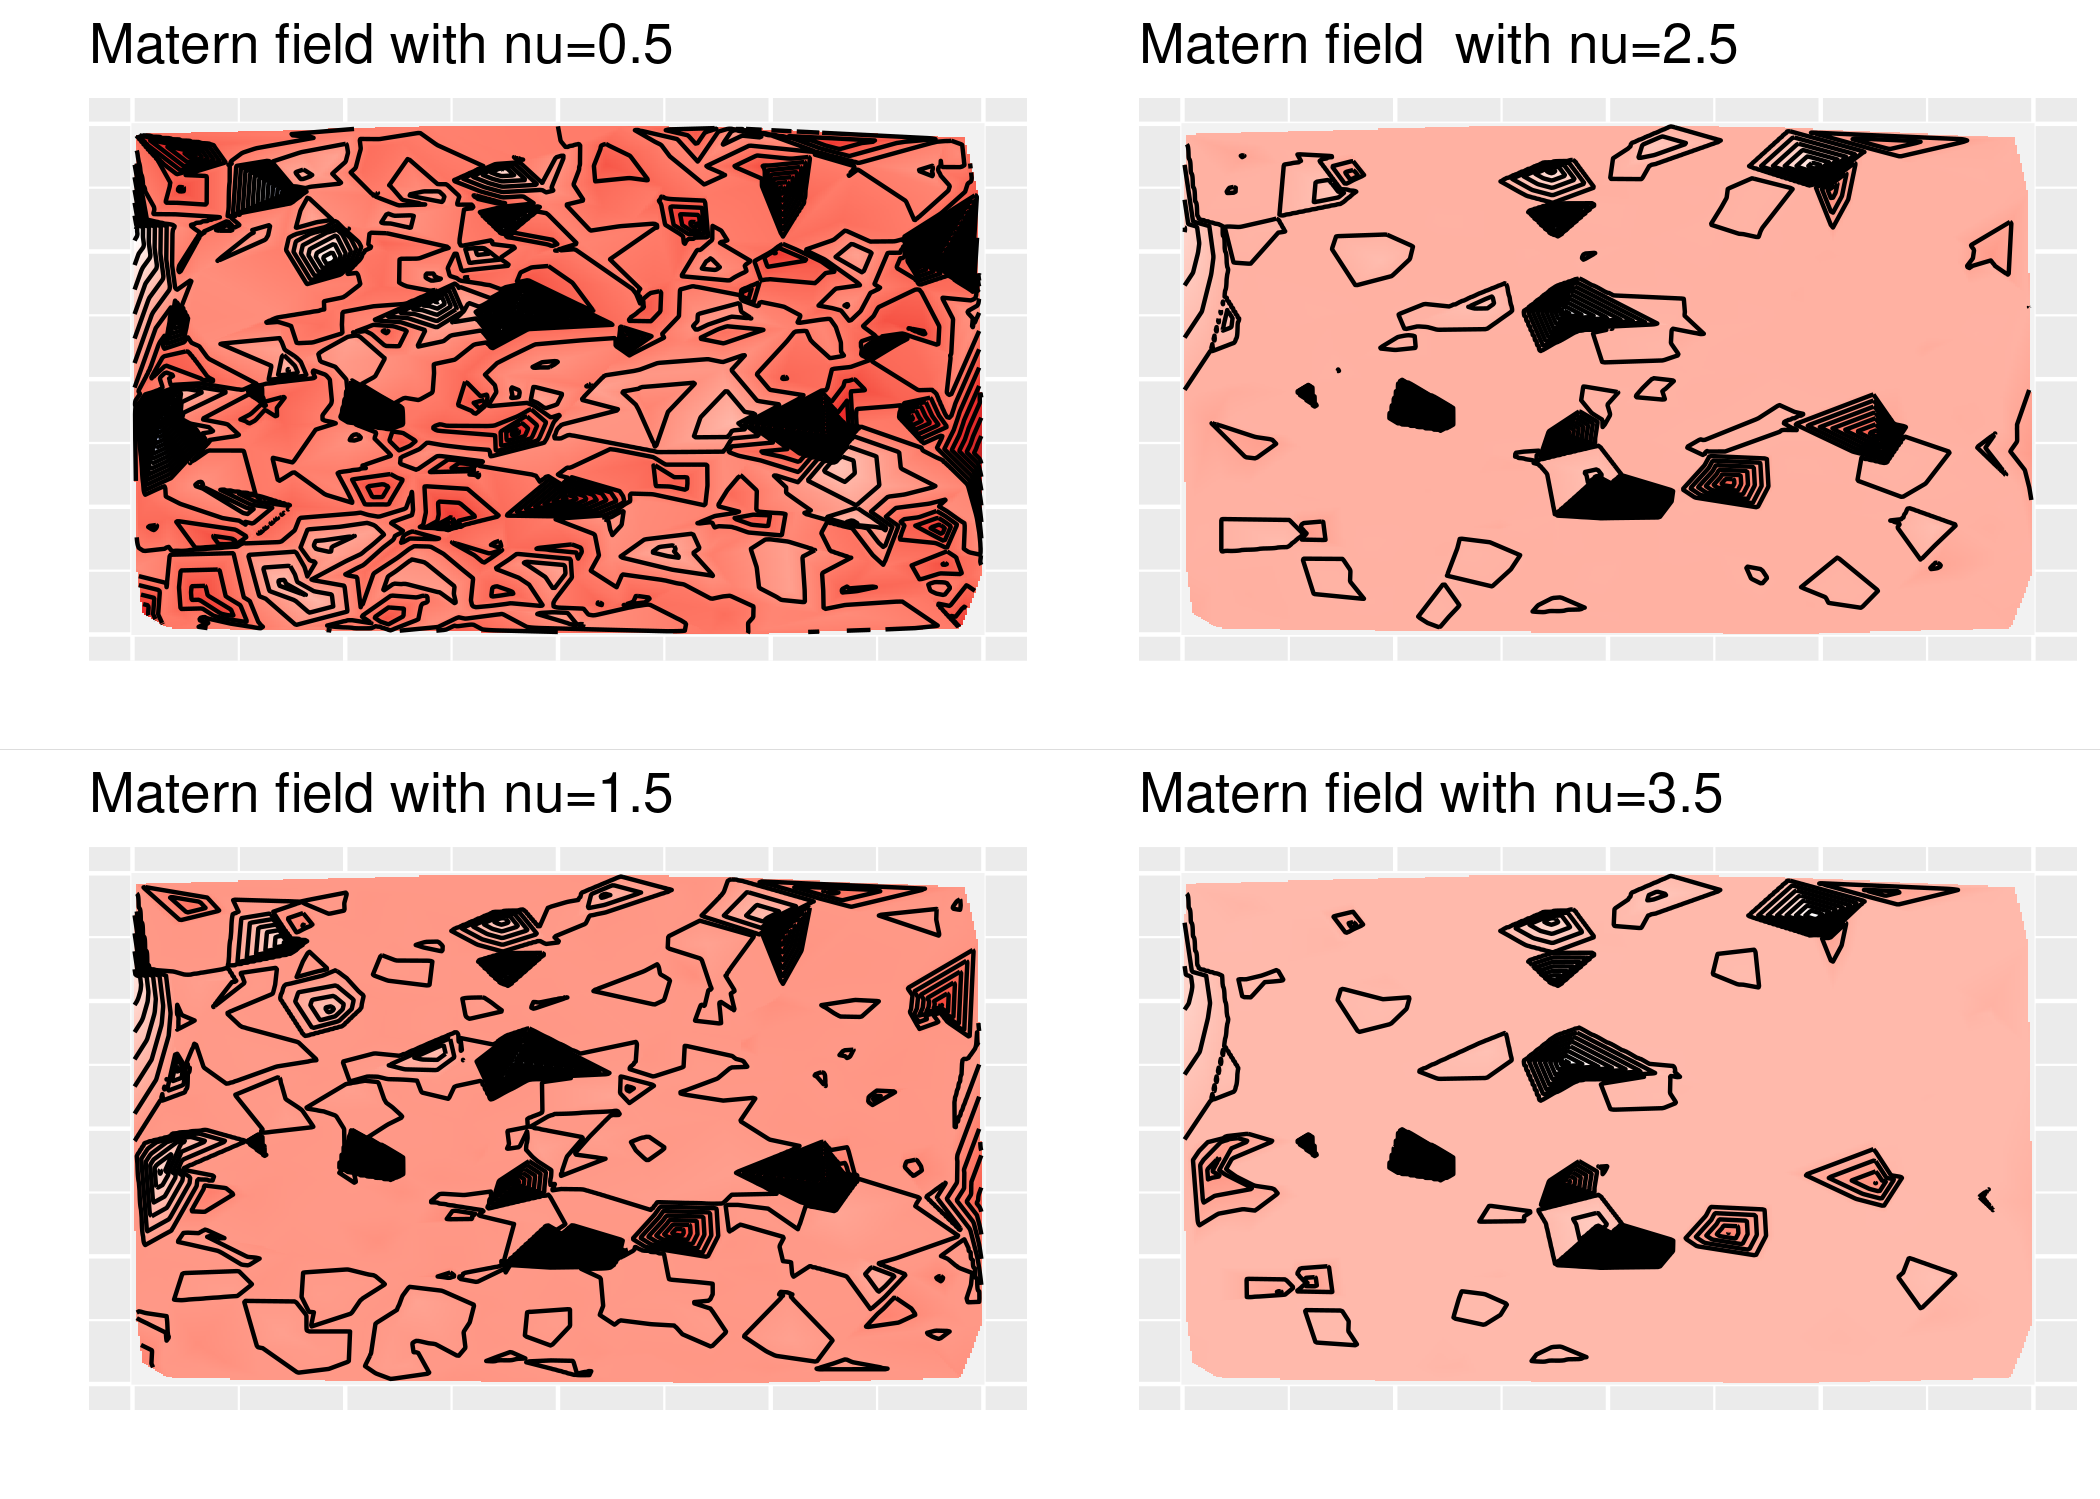 Matern field with nu=0.5
Matern field  with nu=2.5
Matern field with nu=1.5
Matern field with nu=3.5